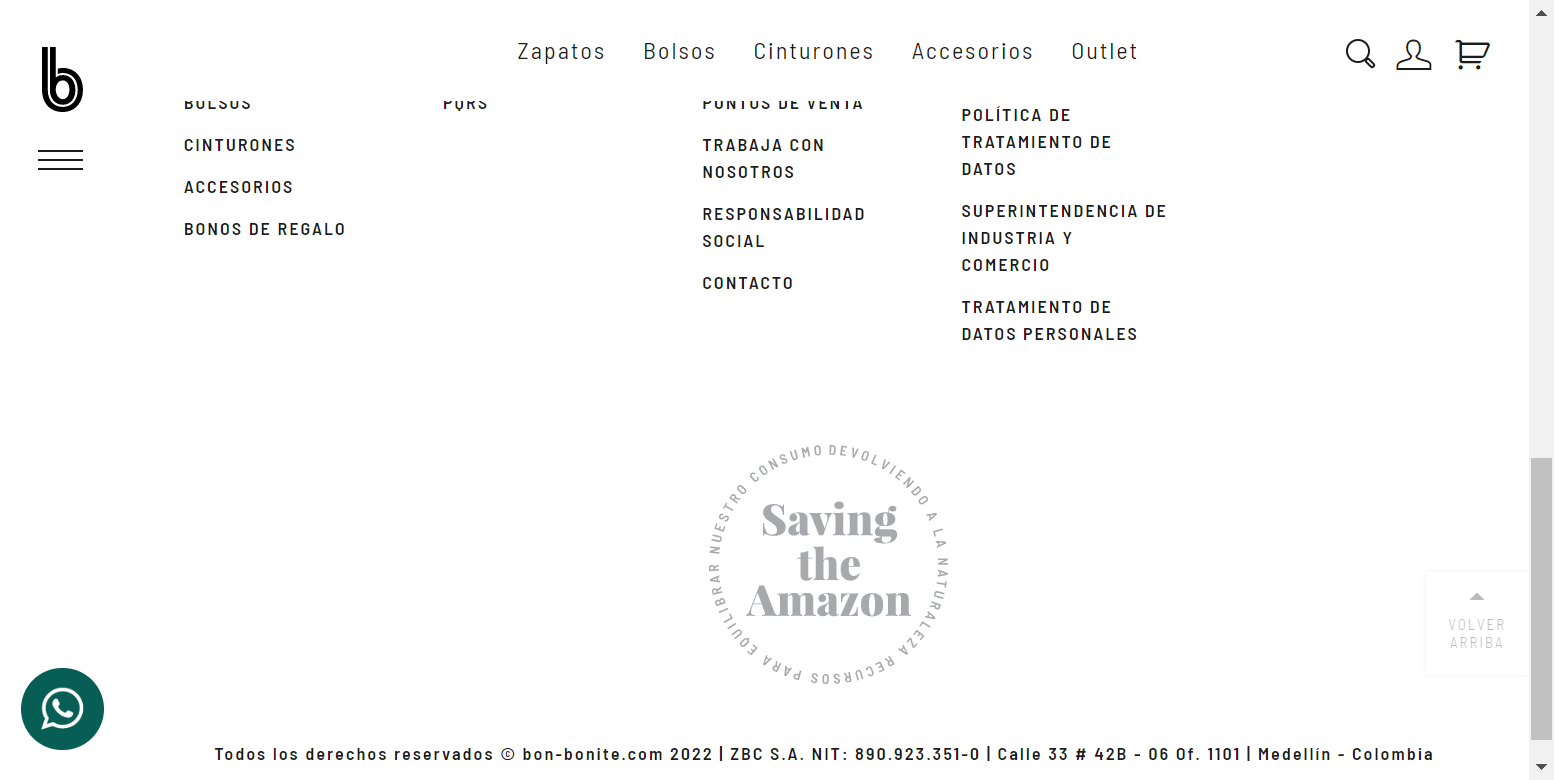 b
Zapatos Bolsos Cinturones Accesorios Outlet
BOLSOS
CINTURONES
ACCESORIOS
BONOS DE REGALO
PQRS
PUNTOS DE VENTA
TRABAJA CON
NOSOTROS
RESPONSABILIDAD
SOCIAL
CONTACTO
POLÍTICA DE
TRATAMIENTO DE
DATOS
SUPERINTENDENCIA DE
INDUSTRIA Y
COMERCIO
TRATAMIENTO DE
DATOS PERSONALES
DEVOLVIENDO A LA NATURALEZA RECURSOS PARA EQUILIBRAR NUESTRO CONSUMO
Saving
the
Amazon
VOLVER
ARRIBA
Todos los derechos reservados © bon-bonite.com 2022 | ZBC S.A. NIT: 890.923.351-0 | Calle 33 # 42B - 06 Of. 1101 | Medellín - Colombia